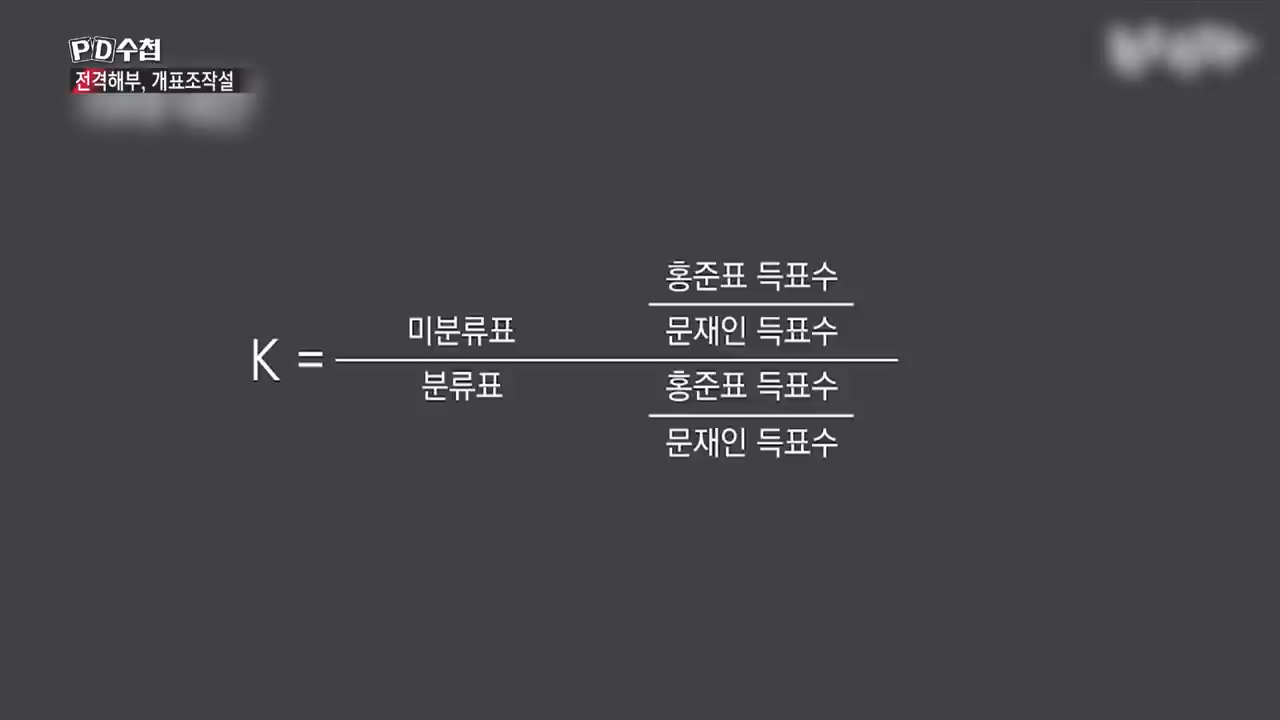 PD수첩
전격해부, 개표조작설
홍준표 득표수
미분류표 문재인 득표수
K =
분류표 홍준표 득표수
문재인 득표수